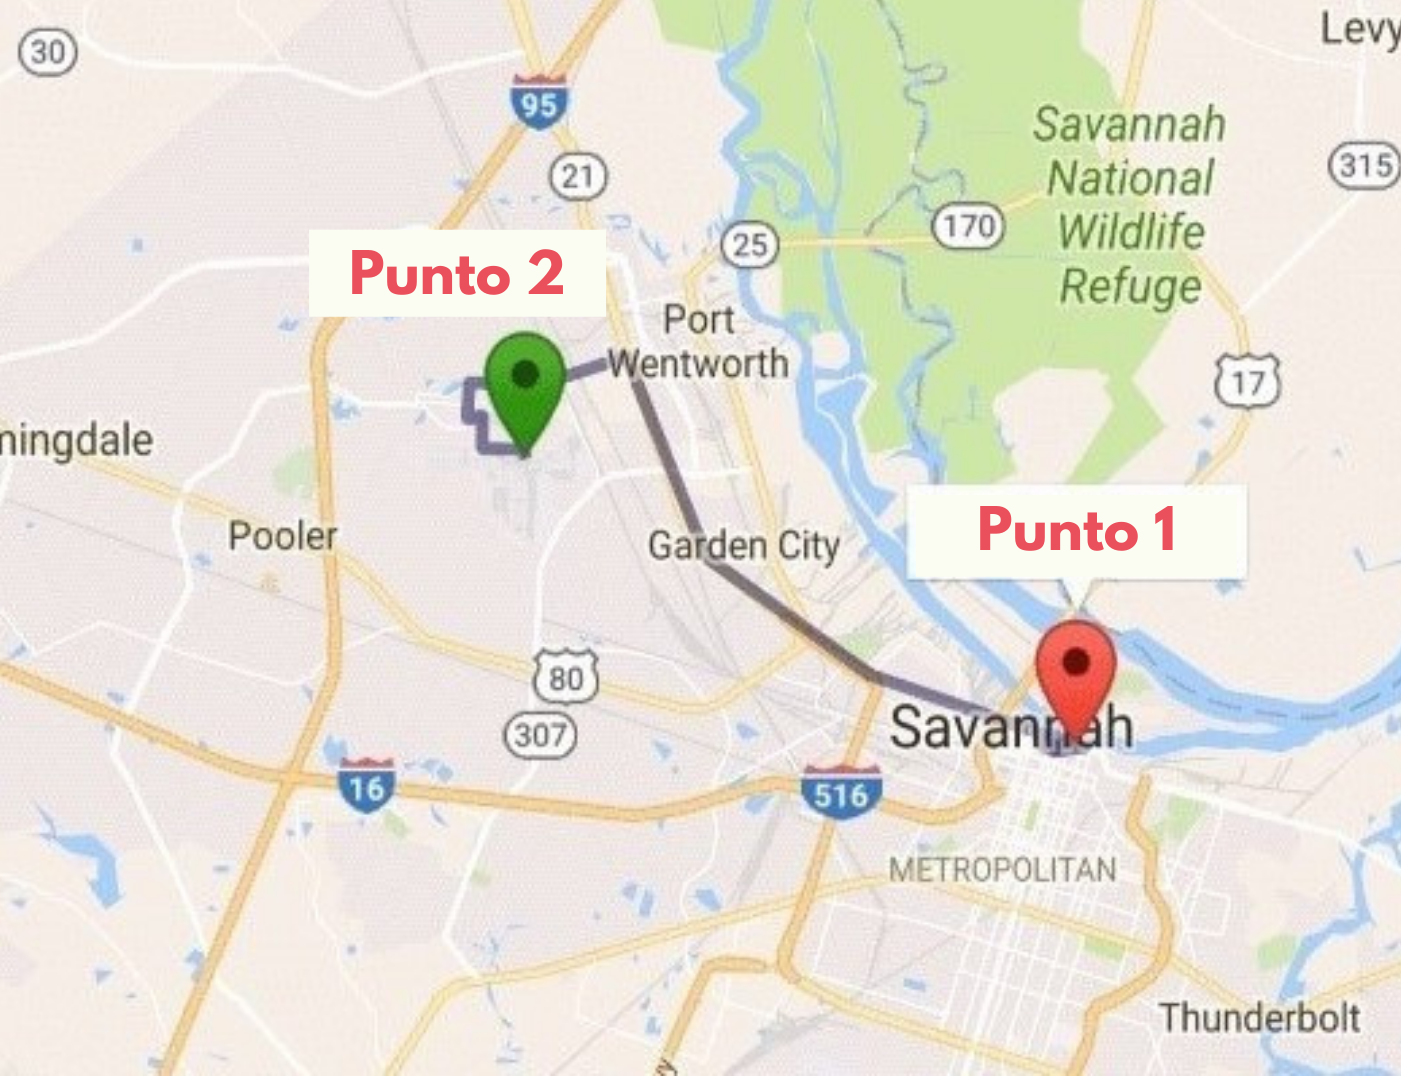 30
Levy
95
21
Savannah
National
Wildlife
Refuge
315
170
25
Punto 2
Port
Wentworth
17
mingdale
Pooler
Garden City
Punto 1
80
307
Savannah
16
516
METROPOLITAN
Thunderbolt